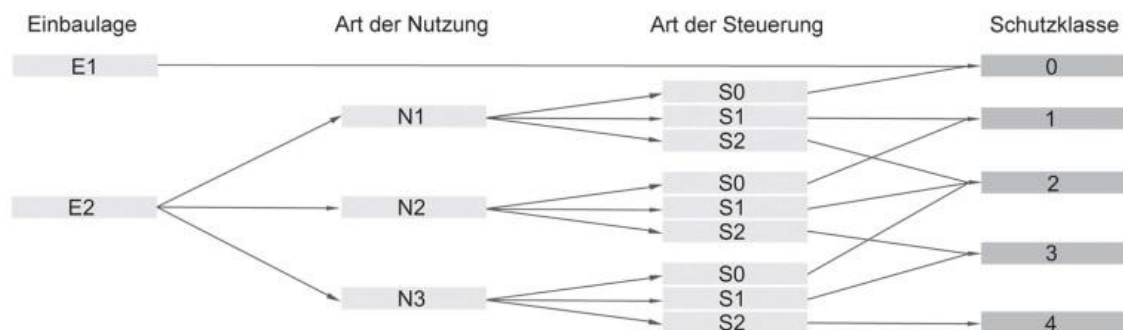 Einbaulage Art der Nutzung Art der Steuerung Schutzklasse
E1 0
S0
N1 S1 1
S2
S0 2
E2 N2 S1
S2
3
S0
N3 S1
S2 4